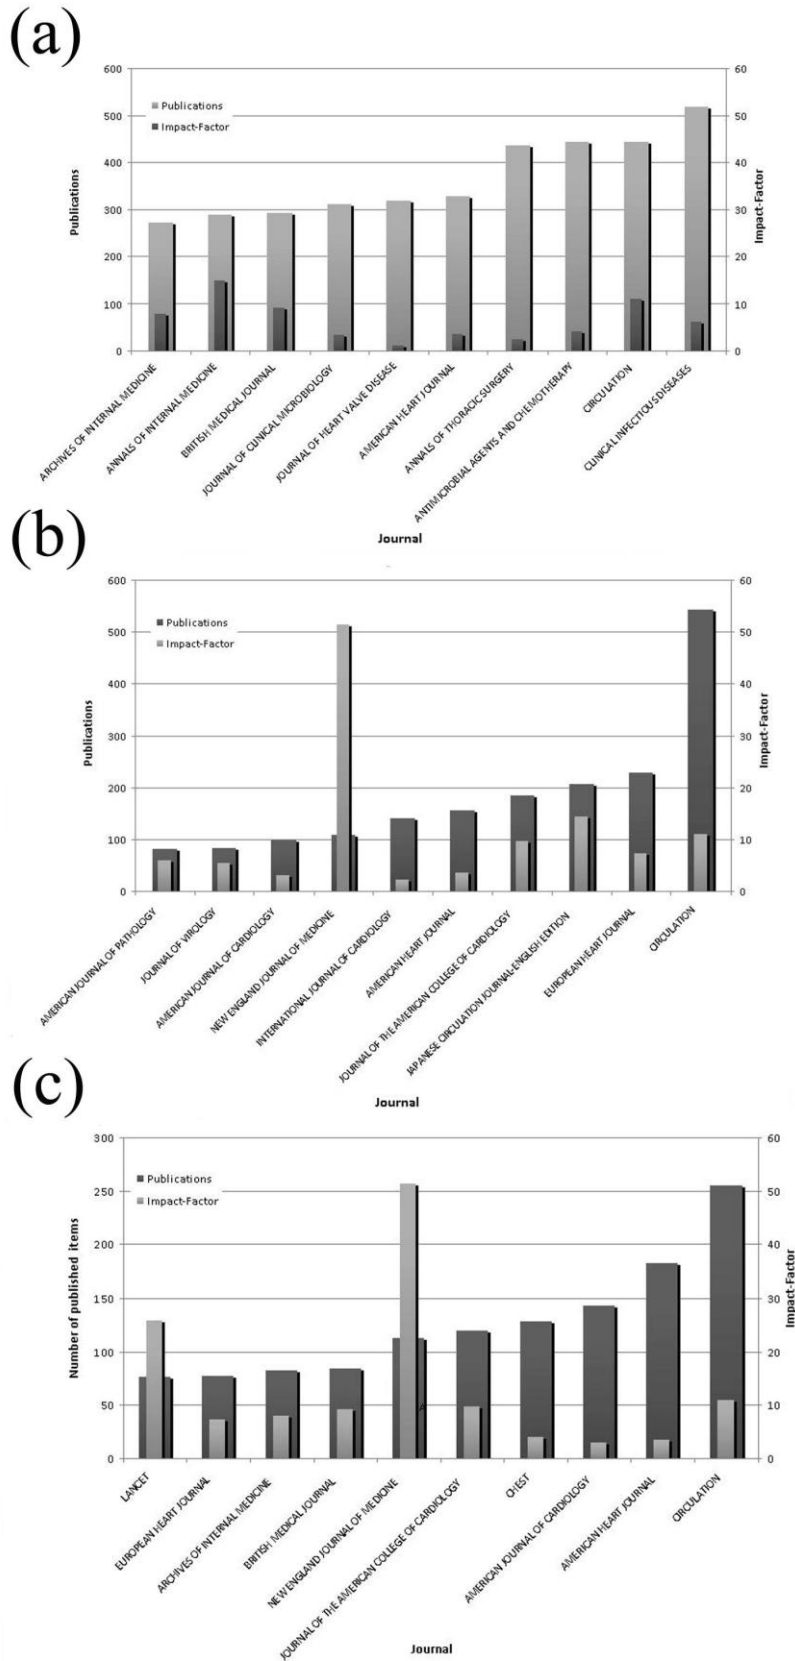 (a)
600
500
400
300
200
100
0
Publications
Publications
Impact-Factor
60
50
40
30
20
10
0
Impact-Factor
ARCHIVES OF INTERNAL MEDICINE
ANNALS OF INTERNAL MEDICINE
BRITISH MEDICAL JOURNAL
JOURNAL OF CLINICAL MICROBIOLOGY
JOURNAL OF HEART VALVE DISEASE
AMERICAN HEART JOURNAL
ANNALS OF THORACIC SURGERY
ANTIMICROBIAL AGENTS AND CHEMOTHERAPY
CIRCULATION
CLINICAL INFECTIOUS DISEASES
Journal
(b)
600
500
400
300
200
100
0
Publications
Publications
Impact-Factor
60
50
40
30
20
10
0
Impact-Factor
AMERICAN JOURNAL OF PATHOLOGY
JOURNAL OF VIROLOGY
AMERICAN JOURNAL OF CARDIOLOGY
NEW ENGLAND JOURNAL OF MEDICINE
INTERNATIONAL JOURNAL OF CARDIOLOGY
AMERICAN HEART JOURNAL
JOURNAL OF THE AMERICAN COLLEGE OF CARDIOLOGY
JAPANESE CIRCULATION JOURNAL-ENGLISH EDITION
EUROPEAN HEART JOURNAL
CIRCULATION
Journal
(c)
300
250
200
150
100
50
0
Number of published items
Publications
Impact-Factor
60
50
40
30
20
10
0
Impact-Factor
LANCET
EUROPEAN HEART JOURNAL
ARCHIVES OF INTERNAL MEDICINE
BRITISH MEDICAL JOURNAL
NEW ENGLAND JOURNAL OF MEDICINE
JOURNAL OF THE AMERICAN COLLEGE OF CARDIOLOGY
CHEST
AMERICAN JOURNAL OF CARDIOLOGY
AMERICAN HEART JOURNAL
CIRCULATION
Journal